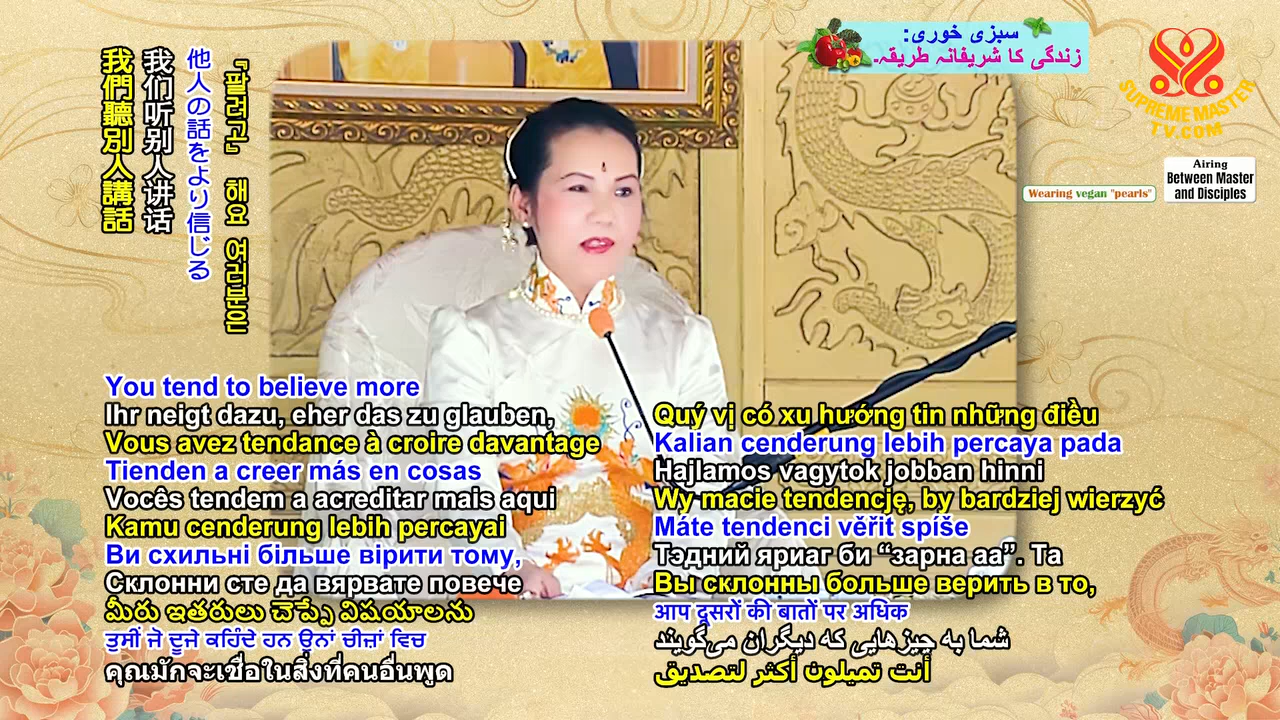 سبزی خوری:
زندگی کا شریفانہ طریقہ۔
SUPREME MASTER
TV.COM
Airing
Between Master
and Disciples
Wearing vegan "pearls"
我們聽別人講話
我们听别人讲话
他人の話をより信じる
『팔려고』 해요 여러분은
You tend to believe more
Ihr neigt dazu, eher das zu glauben,
Vous avez tendance à croire davantage
Tienden a creer más en cosas
Vocês tendem a acreditar mais aqui
Kamu cenderung lebih percayai
Ви схильні більше вірити тому,
Склонни сте да вярвате повече
మీరు ఇతరులు చెప్పే విషయాలను
ਤੁਸੀਂ ਜੋ ਦੂਜੇ ਕਹਿੰਦੇ ਹਨ ਉਨਾਂ ਚੀਜ਼ਾਂ ਵਿਚ
คุณมักจะเชื่อในสิ่งที่คนอื่นพูด
Quý vị có xu hướng tin những điều
Kalian cenderung lebih percaya pada
Hajlamos vagytok jobban hinni
Wy macie tendencję, by bardziej wierzyć
Máte tendenci věřit spíše
Тэдний яриаг би “зарна аа”. Та
Вы склонны больше верить в то,
आप दूसरों की बातों पर अधिक
شما به چیزهایی که دیگران می‌گویند
أنت تميلون أكثر لتصديق